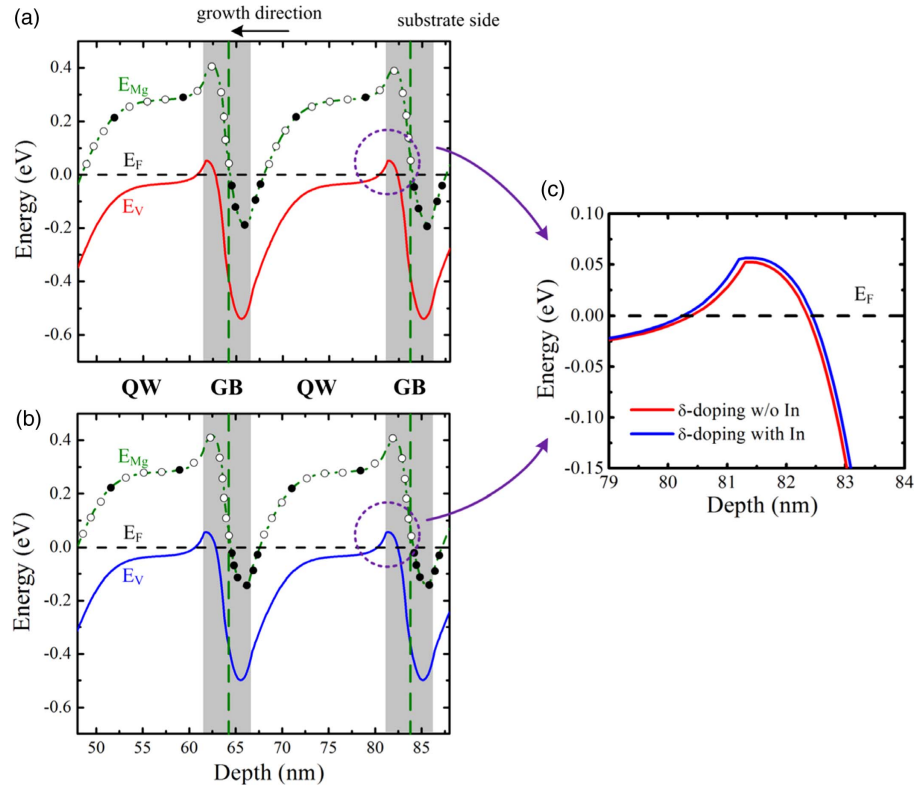 (a)
growth direction
substrate side
Energy (eV)
0.4
0.2
0.0
-0.2
-0.4
-0.6
E_Mg
E_F
E_V
QW GB QW GB
(b)
Energy (eV)
0.4
0.2
0.0
-0.2
-0.4
-0.6
E_Mg
E_F
E_V
50 55 60 65 70 75 80 85
Depth (nm)
(c)
Energy (eV)
0.10
0.05
0.00
-0.05
-0.10
-0.15
E_F
δ-doping w/o In
δ-doping with In
79 80 81 82 83 84
Depth (nm)